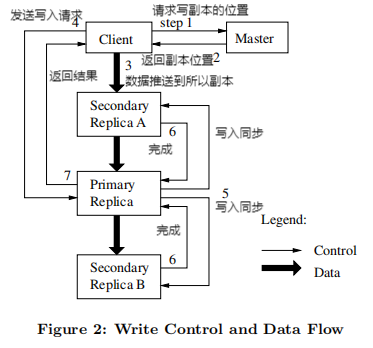 发送写入请求
4
请求写副本的位置
step 1
Client
Master
返回副本位置2
3
数据推送到所以副本
返回结果
Secondary
Replica A
6
完成
写入同步
7
Primary
Replica
5
写入同步
完成
Legend:
Control
Data
6
Secondary
Replica B
Figure 2: Write Control and Data Flow